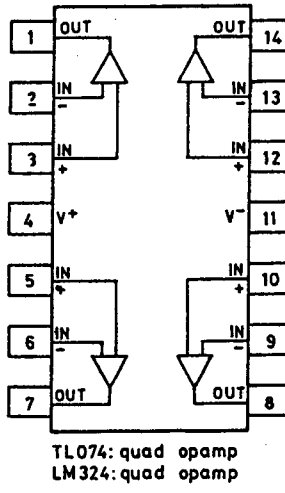 1 OUT OUT 14
2 IN - IN - 13
3 IN + IN + 12
4 V+ V- 11
5 IN + IN + 10
6 IN - IN - 9
7 OUT OUT 8
TL074: quad opamp
LM324: quad opamp